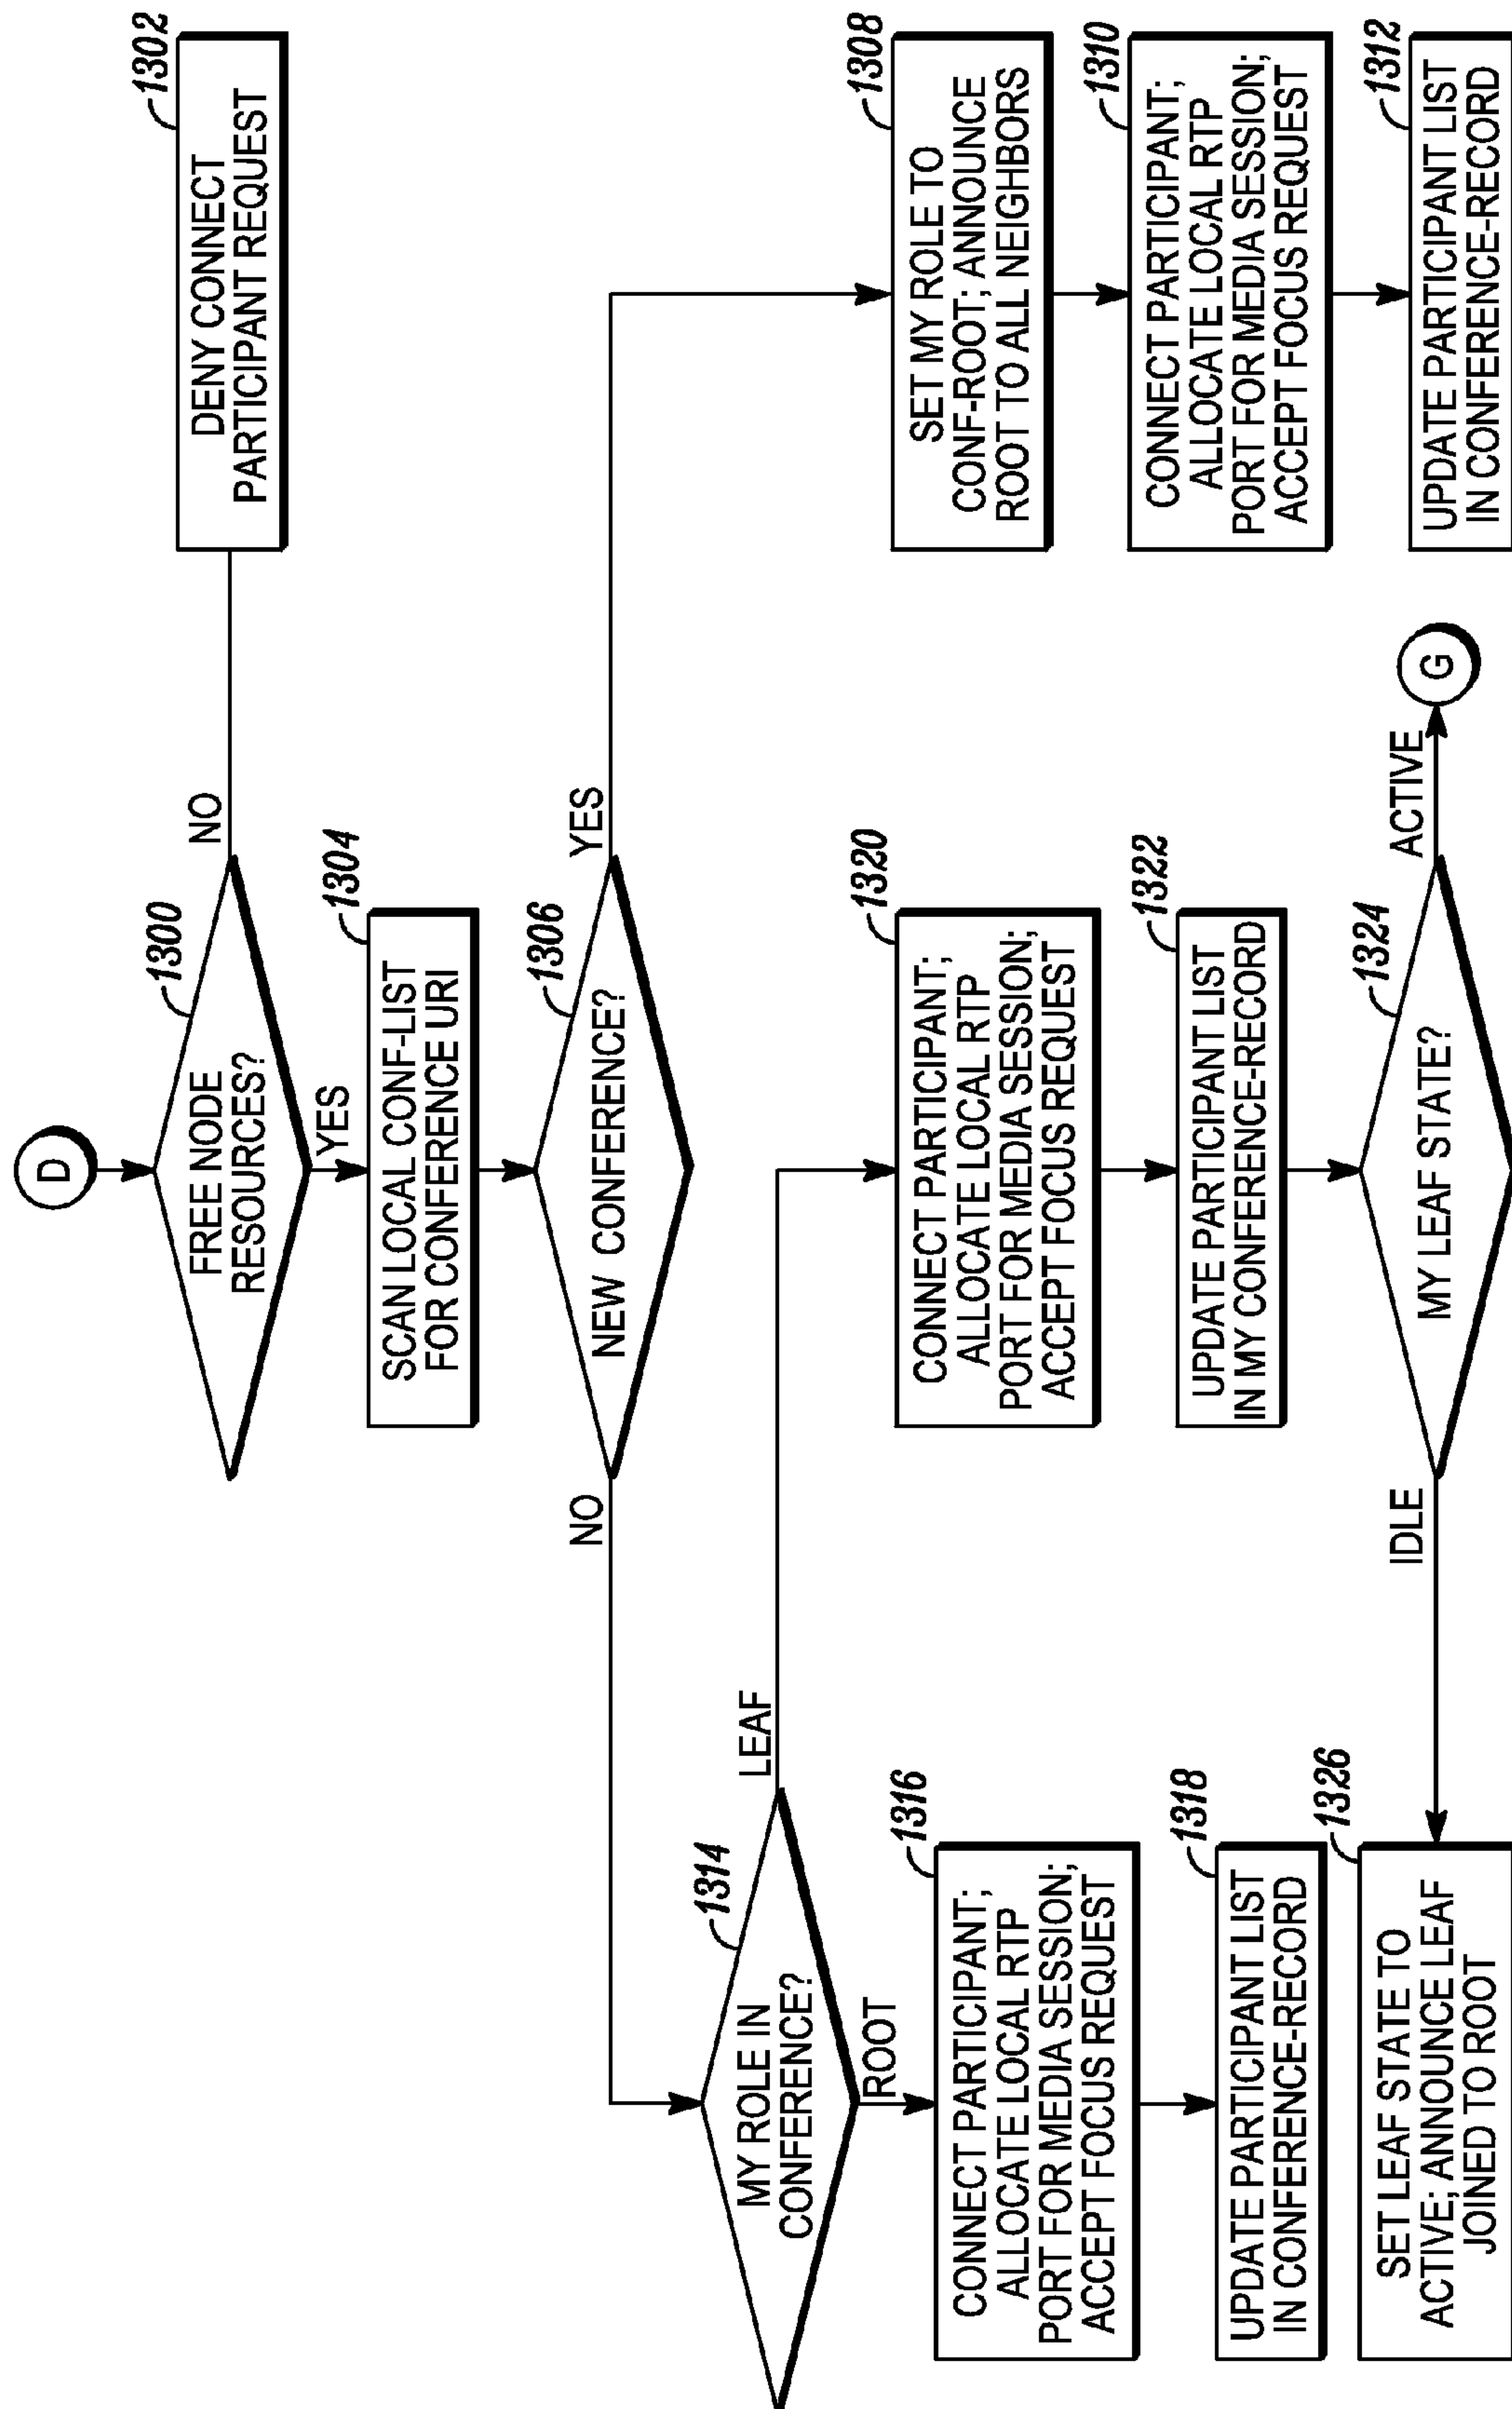 D
1300
FREE NODE
RESOURCES?
NO
1302
DENY CONNECT
PARTICIPANT REQUEST
YES
1304
SCAN LOCAL CONF-LIST
FOR CONFERENCE URI
1306
NEW CONFERENCE?
NO
YES
1314
MY ROLE IN
CONFERENCE?
LEAF
ROOT
1308
SET MY ROLE TO
CONF-ROOT; ANNOUNCE
ROOT TO ALL NEIGHBORS
1316
CONNECT PARTICIPANT;
ALLOCATE LOCAL RTP
PORT FOR MEDIA SESSION;
ACCEPT FOCUS REQUEST
1320
CONNECT PARTICIPANT;
ALLOCATE LOCAL RTP
PORT FOR MEDIA SESSION;
ACCEPT FOCUS REQUEST
1310
CONNECT PARTICIPANT;
ALLOCATE LOCAL RTP
PORT FOR MEDIA SESSION;
ACCEPT FOCUS REQUEST
1318
UPDATE PARTICIPANT LIST
IN CONFERENCE-RECORD
1322
UPDATE PARTICIPANT LIST
IN MY CONFERENCE-RECORD
1312
UPDATE PARTICIPANT LIST
IN CONFERENCE-RECORD
1326
SET LEAF STATE TO
ACTIVE; ANNOUNCE LEAF
JOINED TO ROOT
IDLE
1324
MY LEAF STATE?
ACTIVE
G